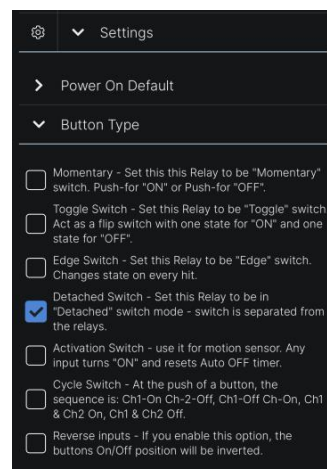 Settings
Power On Default
Button Type
Momentary - Set this this Relay to be "Momentary"
switch. Push-for "ON" or Push-for "OFF".
Toggle Switch - Set this Relay to be "Toggle" switch
Act as a flip switch with one state for "ON" and one
state for "OFF".
Edge Switch - Set this Relay to be "Edge" switch.
Changes state on every hit.
Detached Switch - Set this Relay to be in
"Detached" switch mode - switch is separated from
the relays.
Activation Switch - use it for motion sensor. Any
input turns "ON" and resets Auto OFF timer.
Cycle Switch - At the push of a button, the
sequence is: Ch1-On Ch-2-Off, Ch1-Off Ch-On, Ch1
& Ch2 On, Ch1 & Ch2 Off.
Reverse inputs - If you enable this option, the
buttons On/Off position will be inverted.